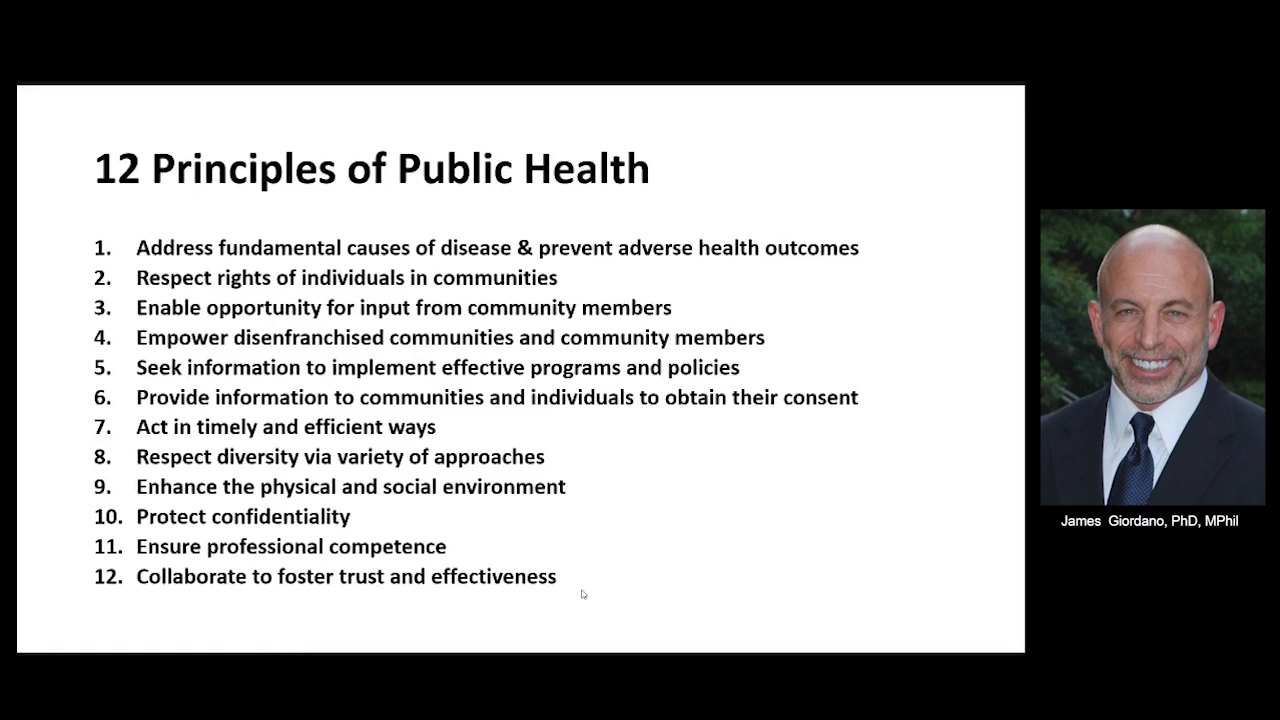 12 Principles of Public Health
1. Address fundamental causes of disease & prevent adverse health outcomes
2. Respect rights of individuals in communities
3. Enable opportunity for input from community members
4. Empower disenfranchised communities and community members
5. Seek information to implement effective programs and policies
6. Provide information to communities and individuals to obtain their consent
7. Act in timely and efficient ways
8. Respect diversity via variety of approaches
9. Enhance the physical and social environment
10. Protect confidentiality
11. Ensure professional competence
12. Collaborate to foster trust and effectiveness
James Giordano, PhD, MPhil